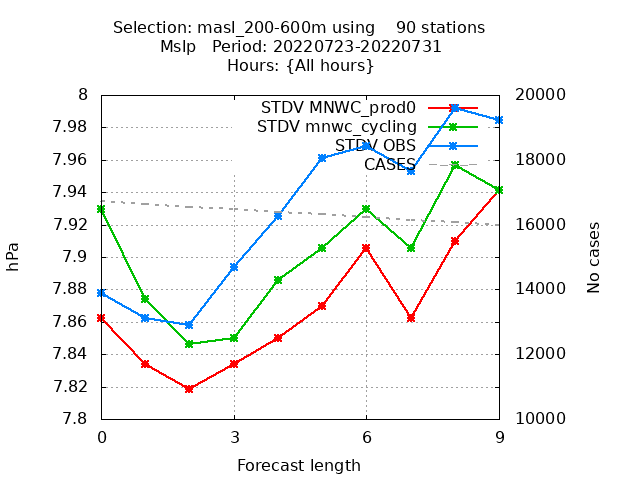 Selection: masl_200-600m using    90 stations
Mslp   Period: 20220723-20220731
Hours: {All hours}
8
7.98
7.96
7.94
7.92
7.9
7.88
7.86
7.84
7.82
7.8
hPa
STDV MNWC_prod0
STDV mnwc_cycling
STDV OBS
CASES
20000
18000
16000
14000
12000
10000
No cases
0 3 6 9
Forecast length